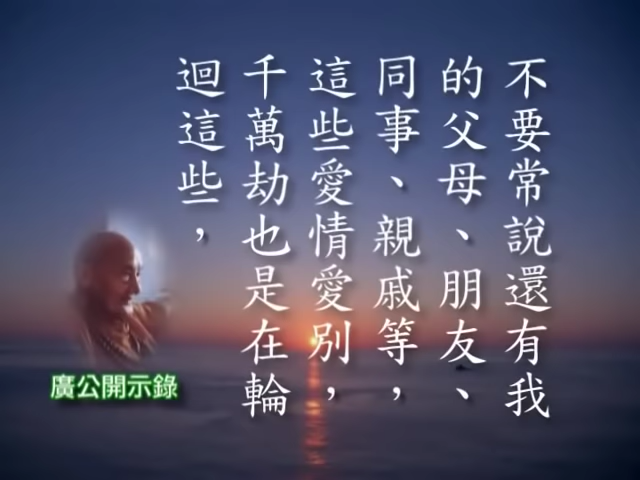 不要常說還有我
的父母、朋友、
同事、親戚等，
這些愛情愛別，
千萬劫也是在輪
迴這些，
廣公開示錄